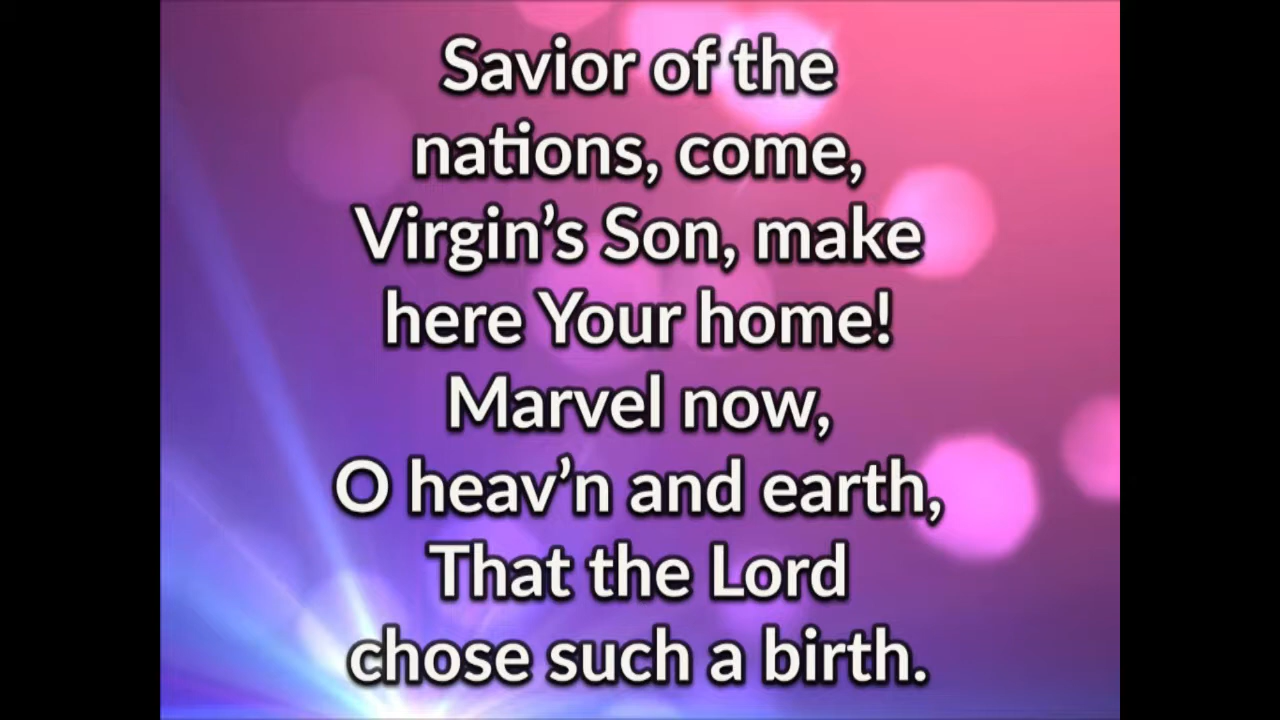 Savior of the
nations, come,
Virgin’s Son, make
here Your home!
Marvel now,
O heav’n and earth,
That the Lord
chose such a birth.